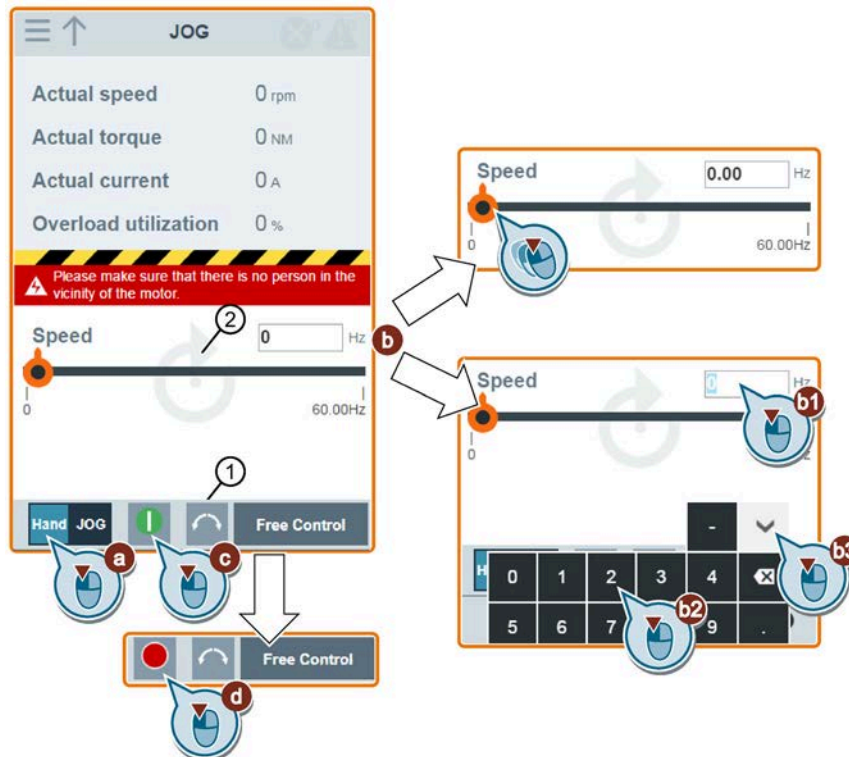 JOG
Actual speed 0 rpm
Actual torque 0 NM
Actual current 0 A
Overload utilization 0 %
Please make sure that there is no person in the
vicinity of the motor.
2
Speed 0 Hz
0 60.00Hz
1
Hand JOG Free Control
a c
Free Control
d
b
Speed 0.00 Hz
0 60.00Hz
Speed 0 Hz
b1
0
- 
b3
H 0 1 2 3 4
b2
5 6 7 9 .